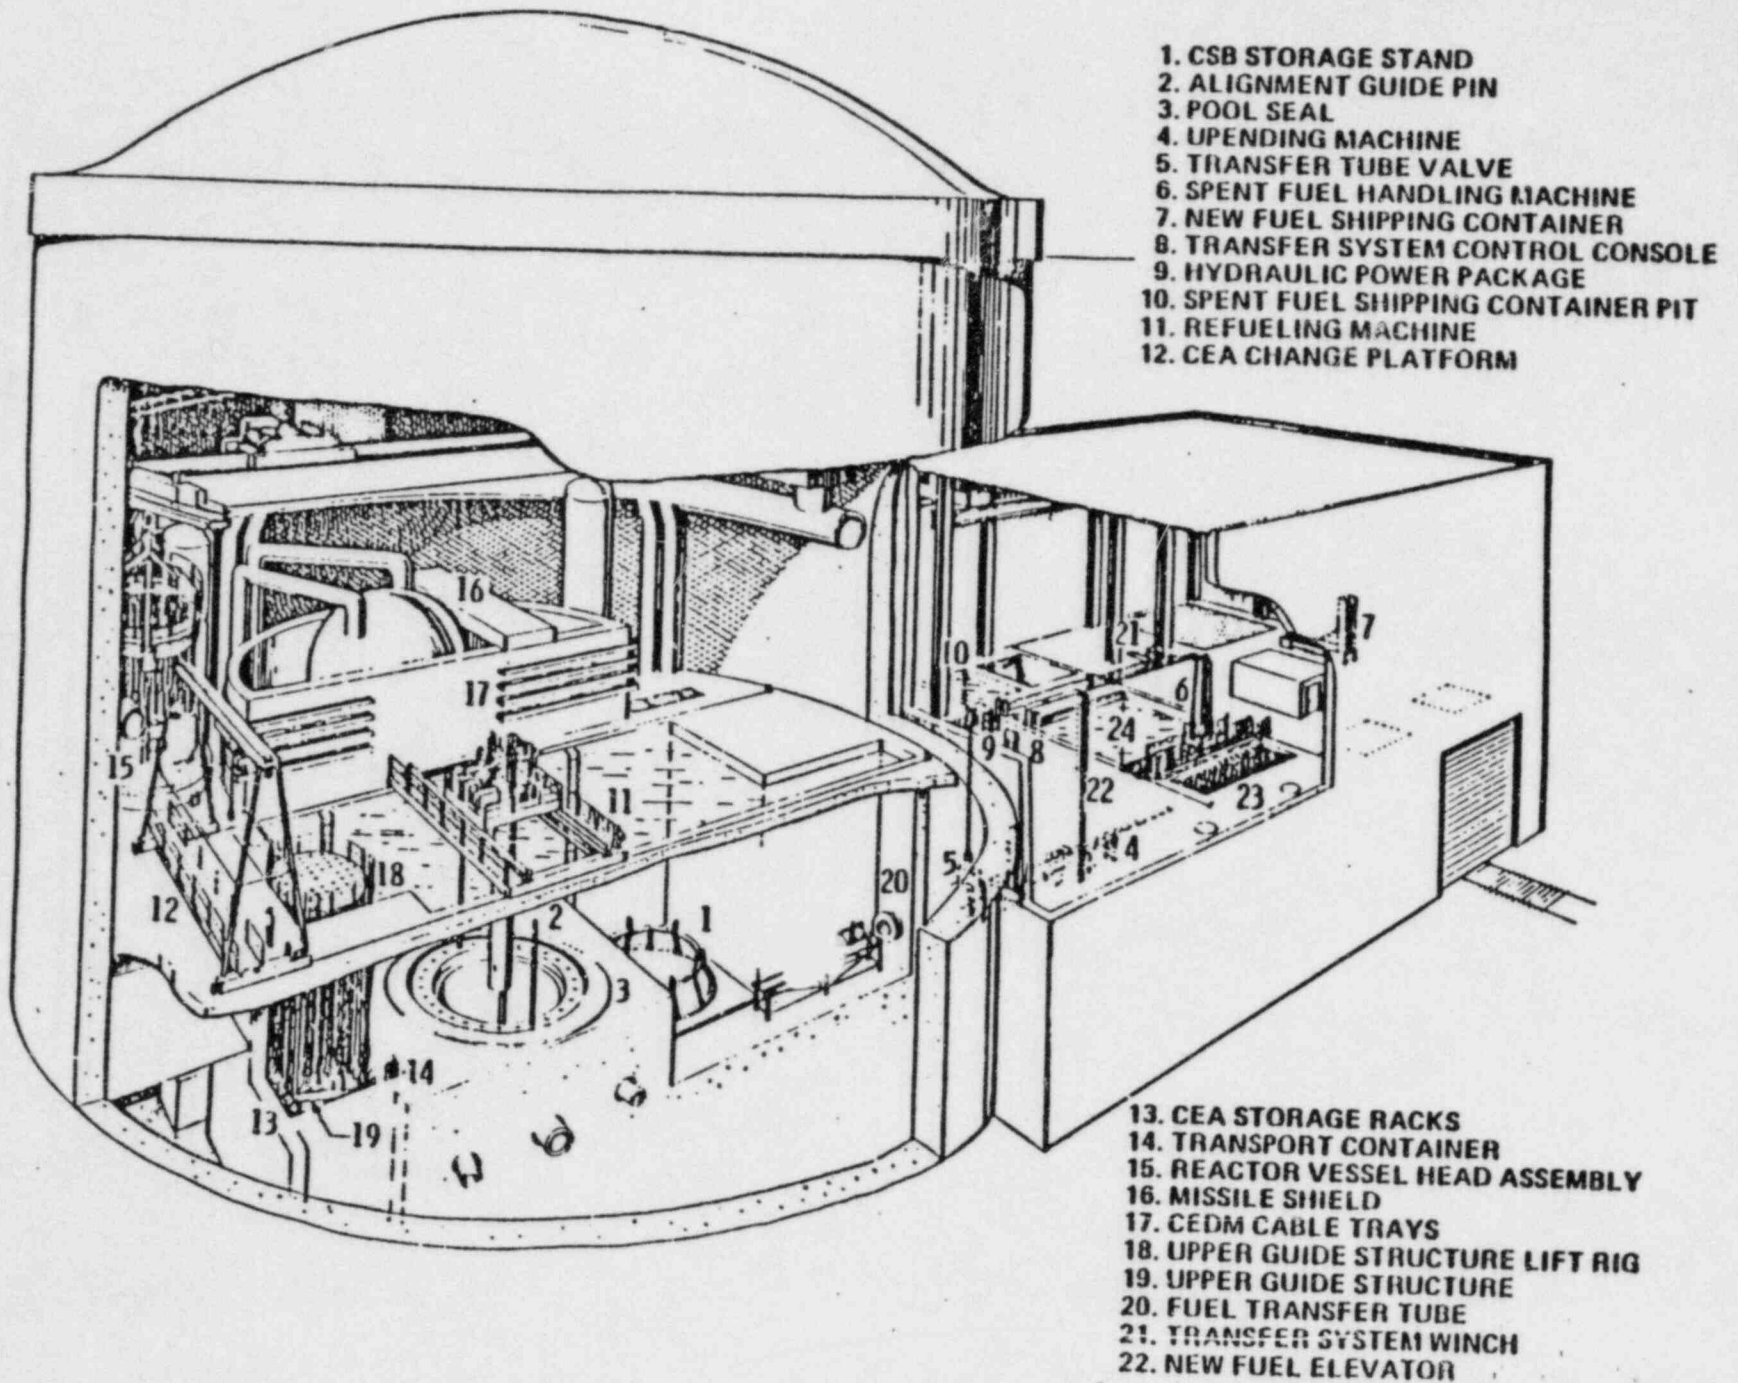 1. CSB STORAGE STAND
2. ALIGNMENT GUIDE PIN
3. POOL SEAL
4. UPENDING MACHINE
5. TRANSFER TUBE VALVE
6. SPENT FUEL HANDLING MACHINE
7. NEW FUEL SHIPPING CONTAINER
8. TRANSFER SYSTEM CONTROL CONSOLE
9. HYDRAULIC POWER PACKAGE
10. SPENT FUEL SHIPPING CONTAINER PIT
11. REFUELING MACHINE
12. CEA CHANGE PLATFORM
16
7
21
10
17
6
24
9
8
15
11
22
23
4
5
18
20
12
2
1
3
14
13
19
13. CEA STORAGE RACKS
14. TRANSPORT CONTAINER
15. REACTOR VESSEL HEAD ASSEMBLY
16. MISSILE SHIELD
17. CEDM CABLE TRAYS
18. UPPER GUIDE STRUCTURE LIFT RIG
19. UPPER GUIDE STRUCTURE
20. FUEL TRANSFER TUBE
21. TRANSFER SYSTEM WINCH
22. NEW FUEL ELEVATOR